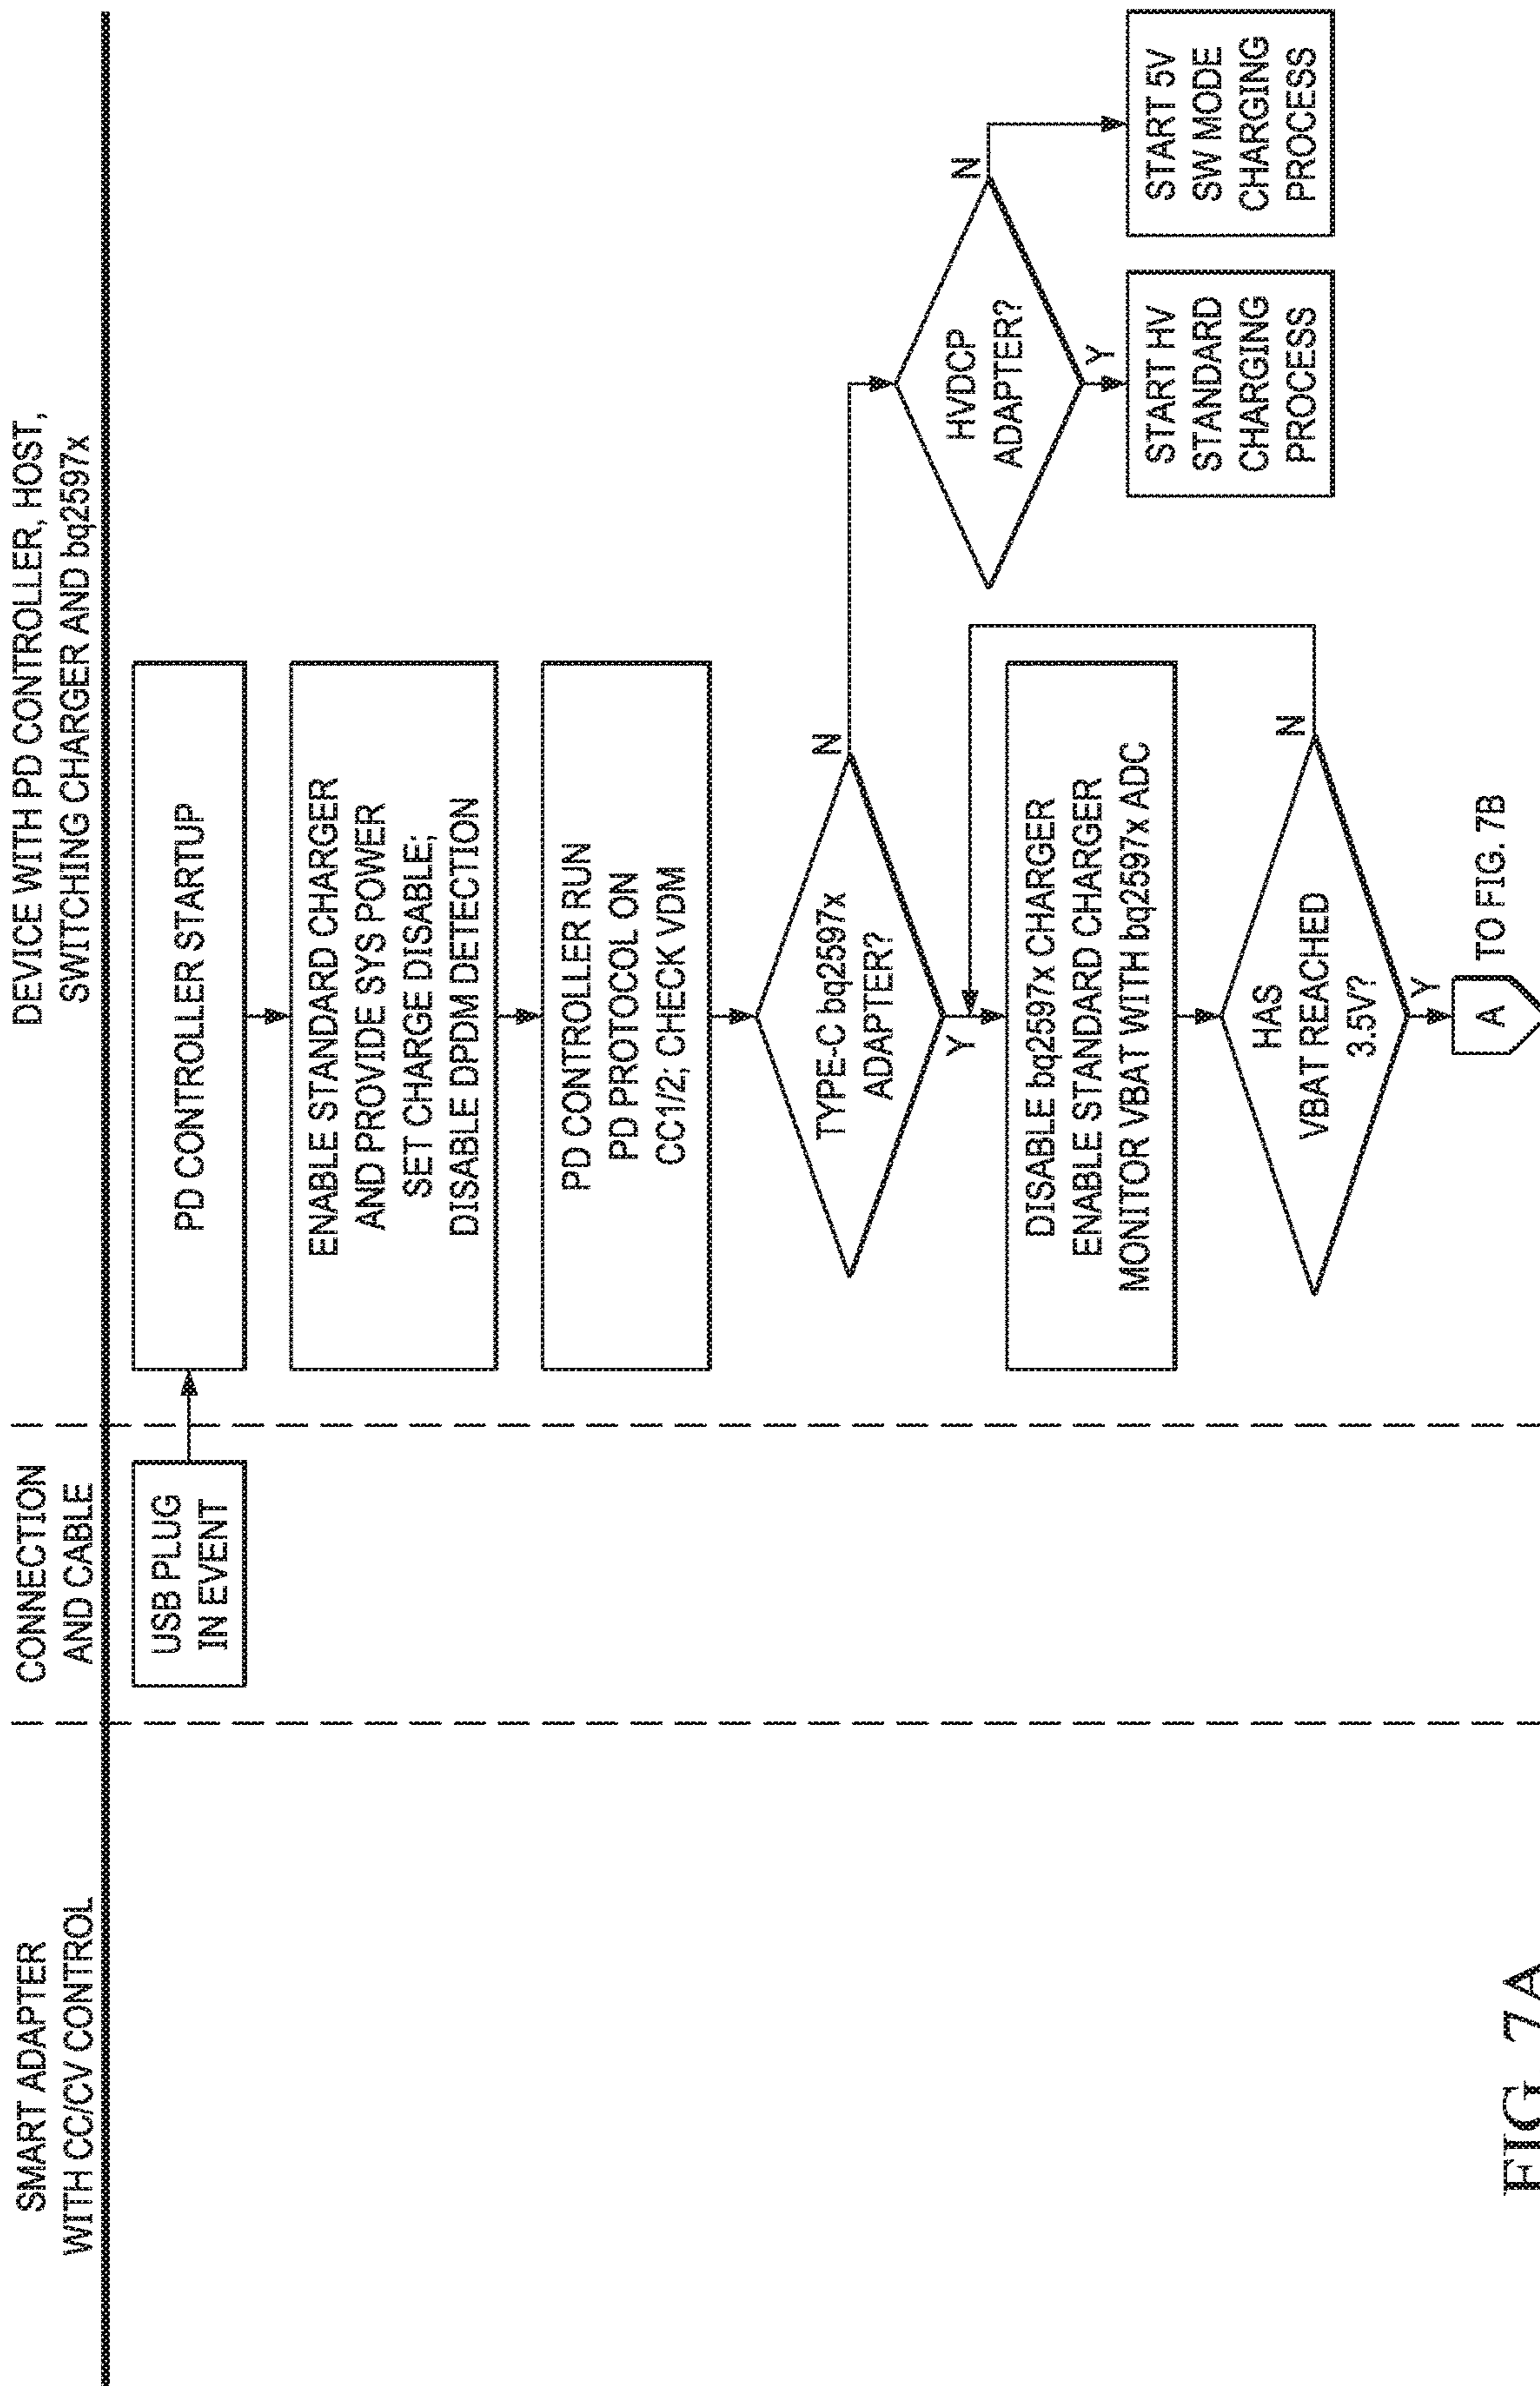 SMART ADAPTER
WITH CC/CV CONTROL
CONNECTION
AND CABLE
DEVICE WITH PD CONTROLLER, HOST,
SWITCHING CHARGER AND bq2597x
USB PLUG
IN EVENT
PD CONTROLLER STARTUP
ENABLE STANDARD CHARGER
AND PROVIDE SYS POWER
SET CHARGE DISABLE;
DISABLE DPDM DETECTION
PD CONTROLLER RUN
PD PROTOCOL ON
CC1/2; CHECK VDM
TYPE-C bq2597x
ADAPTER?
N
Y
HVDCP
ADAPTER?
N
Y
START HV
STANDARD
CHARGING
PROCESS
START 5V
SW MODE
CHARGING
PROCESS
DISABLE bq2597x CHARGER
ENABLE STANDARD CHARGER
MONITOR VBAT WITH bq2597x ADC
HAS
VBAT REACHED
3.5V?
N
Y
A
TO FIG. 7B
FIG. 7A